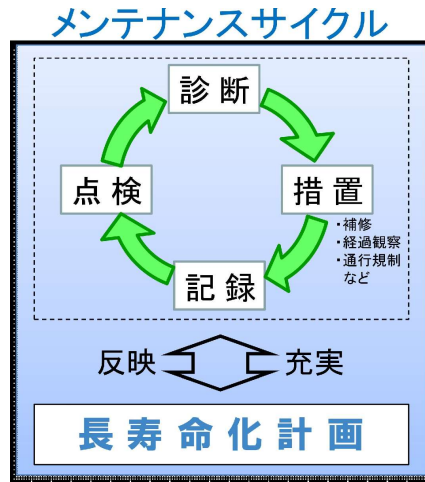 メンテナンスサイクル
診断
点検
措置
・補修
・経過観察
・通行規制
など
記録
反映
充実
長寿命化計画